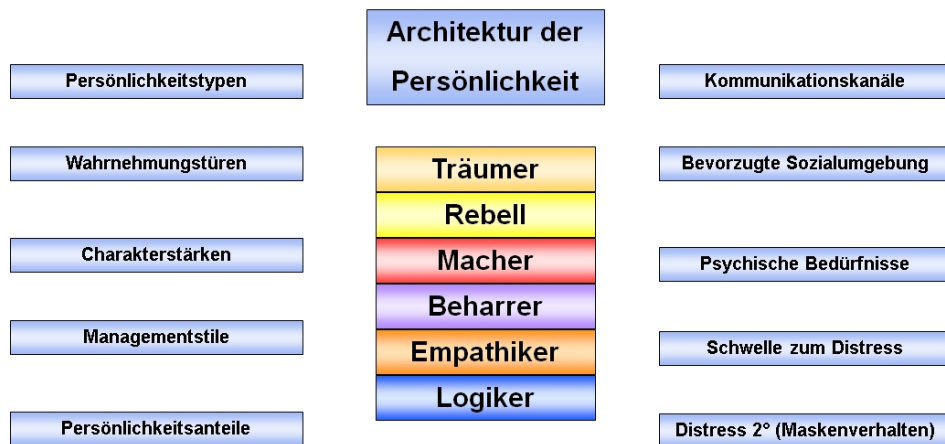 Architektur der
Persönlichkeit
Persönlichkeitstypen
Wahrnehmungstüren
Charakterstärken
Managementstile
Persönlichkeitsanteile
Träumer
Rebell
Macher
Beharrer
Empathiker
Logiker
Kommunikationskanäle
Bevorzugte Sozialumgebung
Psychische Bedürfnisse
Schwelle zum Distress
Distress 2° (Maskenverhalten)